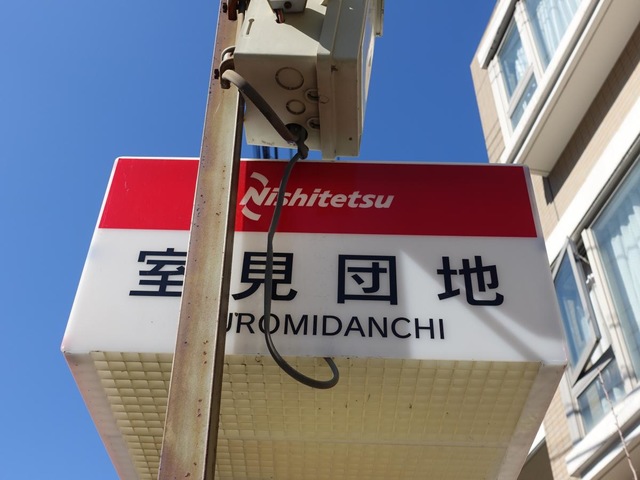 Nishitetsu
室見団地
UROMIDANCHI